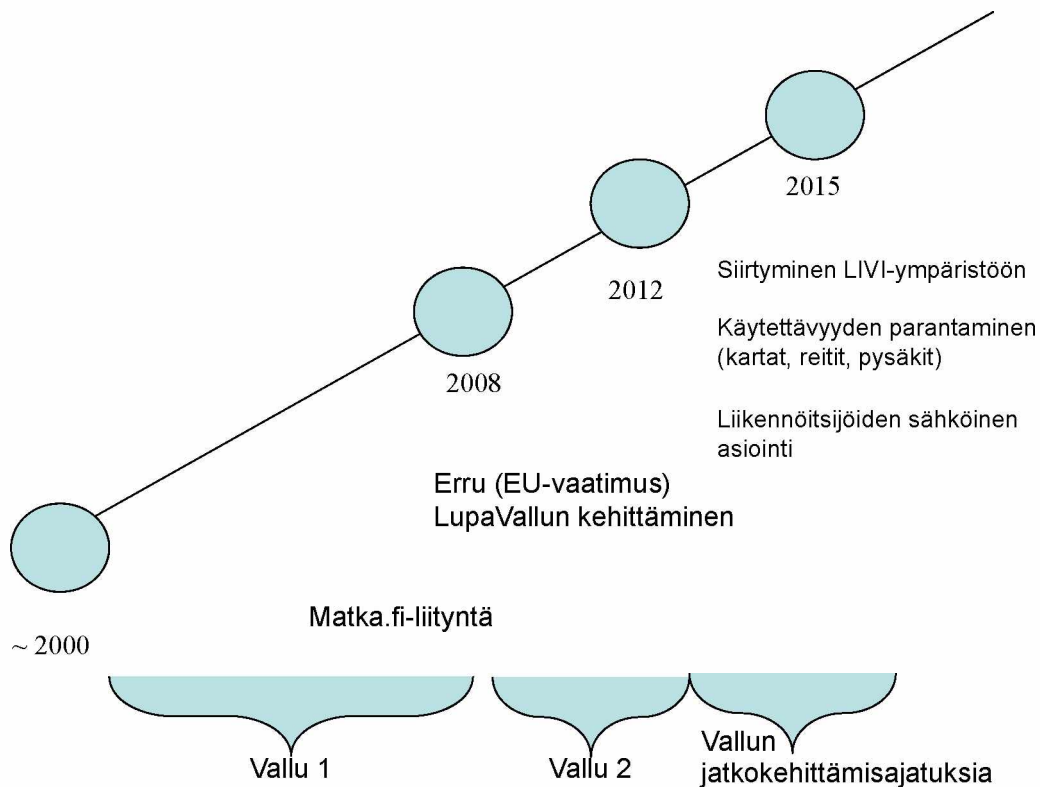 2015
2012
2008
Siirtyminen LIVI-ympäristöön
Käytettävyyden parantaminen
(kartat, reitit, pysäkit)
Liikennöitsijöiden sähköinen
asiointi
Erru (EU-vaatimus)
LupaVallun kehittäminen
Matka.fi-liityntä
~ 2000
Vallu 1
Vallu 2
Vallun
jatkokehittämisajatuksia